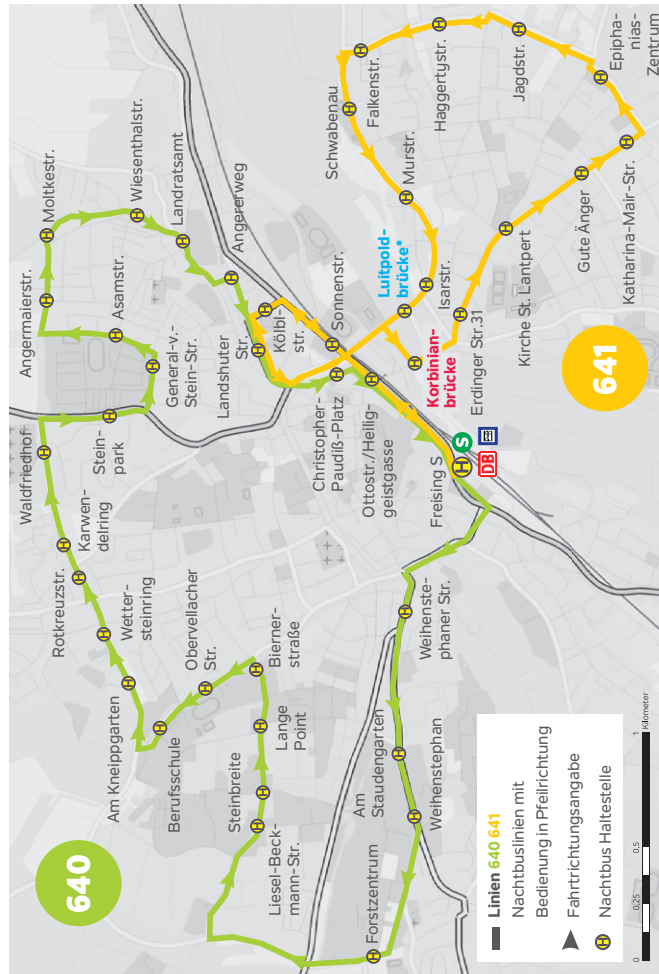 640
Am Kneippgarten
Wetter-
steinring
Rotkreuzstr.
Karwen-
delring
Waldfriedhof
Stein-
park
General-v.-
Stein-Str.
Asamstr.
Angermaierstr.
Moltkestr.
Wiesenthalstr.
Landratsamt
Angererweg
Landshuter
Str.
Kölbl-
str.
Sonnenstr.
Christopher-
Paudiß-Platz
Ottostr./Heilig-
geistgasse
Freising S
H
S
DB
Berufsschule
Obervellacher
Str.
Bierner-
straße
Lange
Point
Steinbreite
Liesel-Beck-
mann-Str.
Forstzentrum
Weihenstephan
Am
Staudengarten
Weihenste-
phaner Str.
Schwabenau
Falkenstr.
Haggertystr.
Jagdstr.
Epipha-
nias-
Zentrum
Murstr.
Luitpold-
brücke*
Isarstr.
Korbinian-
brücke
Erdinger Str.31
Kirche St. Lantpert
Gute Änger
Katharina-Mair-Str.
641
Linien 640 641
Nachtbuslinien mit
Bedienung in Pfeilrichtung
Fahrtrichtungsangabe
H Nachtbus Haltestelle
0 0,25 0,5 1
Kilometer